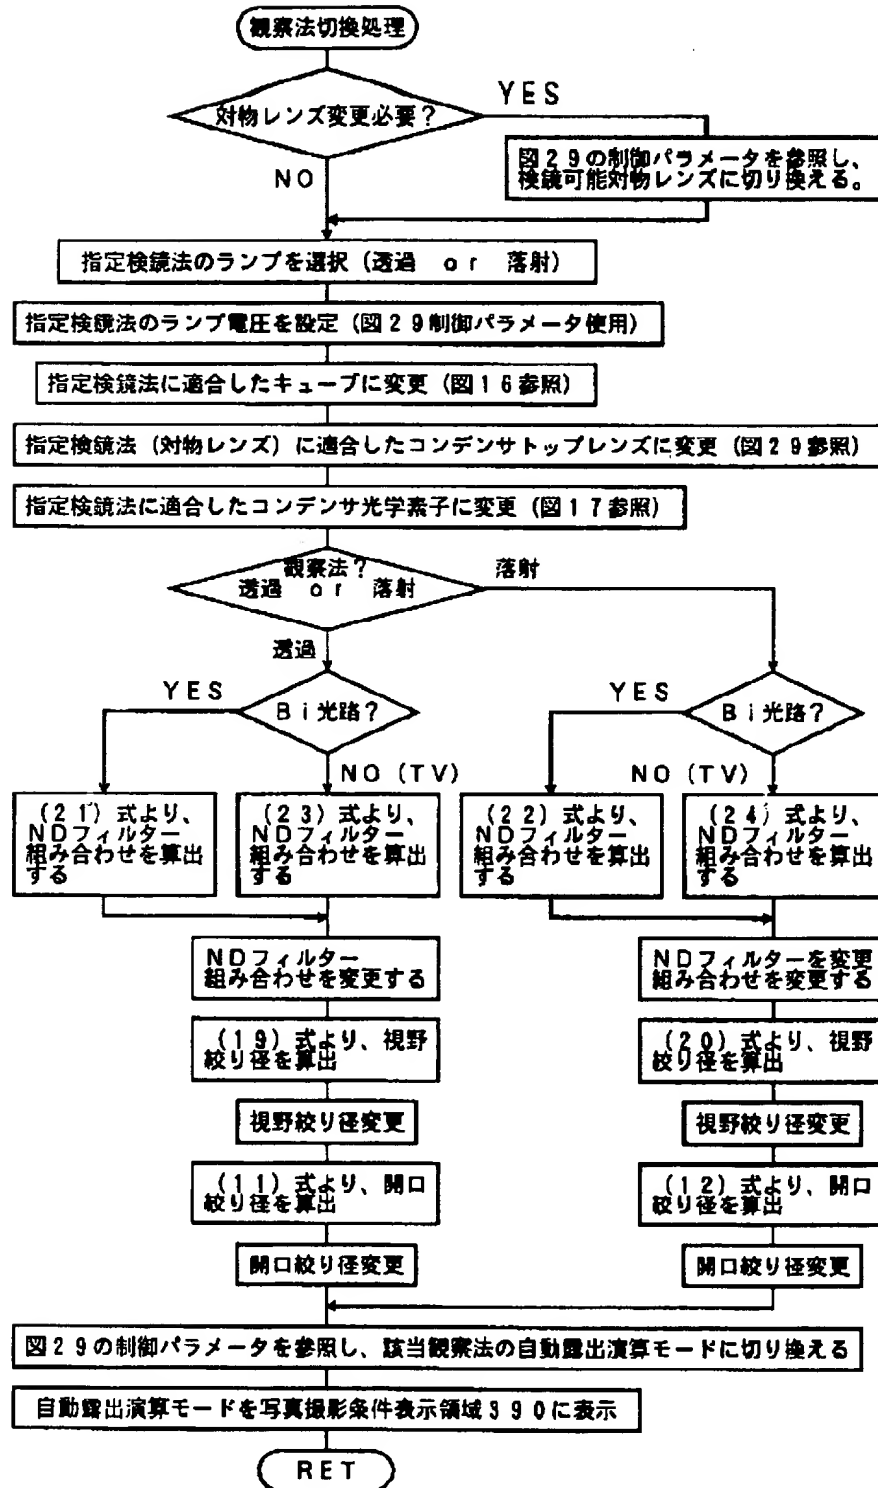 観察法切換処理
対物レンズ変更必要?
YES
図29の制御パラメータを参照し、
検鏡可能対物レンズに切り換える。
NO
指定検鏡法のランプを選択(透過 or 落射)
指定検鏡法のランプ電圧を設定(図29制御パラメータ使用)
指定検鏡法に適合したキューブに変更(図16参照)
指定検鏡法(対物レンズ)に適合したコンデンサトップレンズに変更(図29参照)
指定検鏡法に適合したコンデンサ光学素子に変更(図17参照)
観察法?
透過 or 落射
落射
透過
YES
Bi光路?
NO(TV)
YES
Bi光路?
NO(TV)
(21)式より、
NDフィルター
組み合わせを算出
する
(23)式より、
NDフィルター
組み合わせを算出
する
(22)式より、
NDフィルター
組み合わせを算出
する
(24)式より、
NDフィルター
組み合わせを算出
する
NDフィルター
組み合わせを変更する
NDフィルターを変更
組み合わせを変更する
(19)式より、視野
絞り径を算出
(20)式より、視野
絞り径を算出
視野絞り径変更
視野絞り径変更
(11)式より、開口
絞り径を算出
(12)式より、開口
絞り径を算出
開口絞り径変更
開口絞り径変更
図29の制御パラメータを参照し、該当観察法の自動露出演算モードに切り換える
自動露出演算モードを写真撮影条件表示領域390に表示
RET